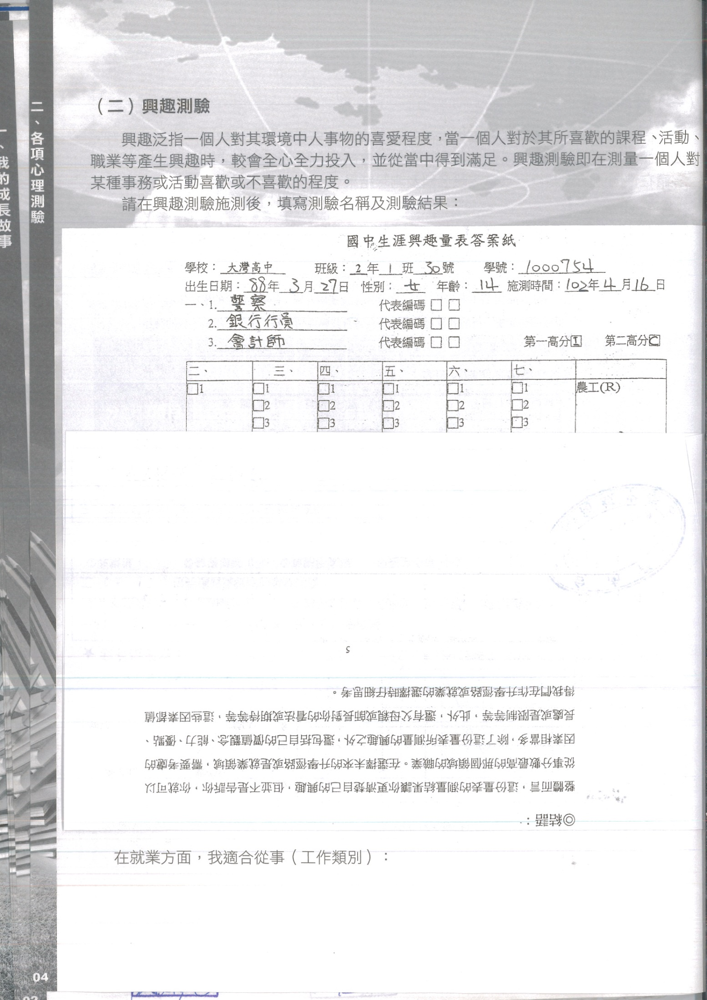 二、各項心理測驗
一、我的成長故事
（二）興趣測驗
興趣泛指一個人對其環境中人事物的喜愛程度，當一個人對於其所喜歡的課程、活動、
職業等產生興趣時，較會全心全力投入，並從當中得到滿足。興趣測驗即在測量一個人對
某種事務或活動喜歡或不喜歡的程度。
請在興趣測驗施測後，填寫測驗名稱及測驗結果：
國中生涯興趣量表答案紙
學校：大灣高中 班級：2年1班30號 學號：1000754
出生日期：88年3月27日 性別：女 年齡：14 施測時間：102年4月16日
一、1. 警察 代表編碼 □ □
2. 銀行行員 代表編碼 □ □
3. 會計師 代表編碼 □ □ 第一高分I 第二高分C
二、 三、 四、 五、 六、 七、
□1 □1 □1 □1 □1 □1 農工(R)
□2 □2 □2 □2 □2
□3 □3 □3 □3 □3
◎結語：
整體而言，這份量表的測量結果讓你更清楚自己的興趣，但並不是告訴你，你就可以
從事分數最高的那個領域的職業。在選擇未來的升學徑路或是就業領域，需要考慮的
因素相當多，除了這份量表所測量的興趣之外，還包括自己的價值觀念、能力、優點、
長處或是限制等等，此外，還有父母親或師長對你的看法或期待等等，這些因素都值
得我們在作升學徑路或就業的選擇時仔細思考。
5
在就業方面，我適合從事（工作類別）：
04